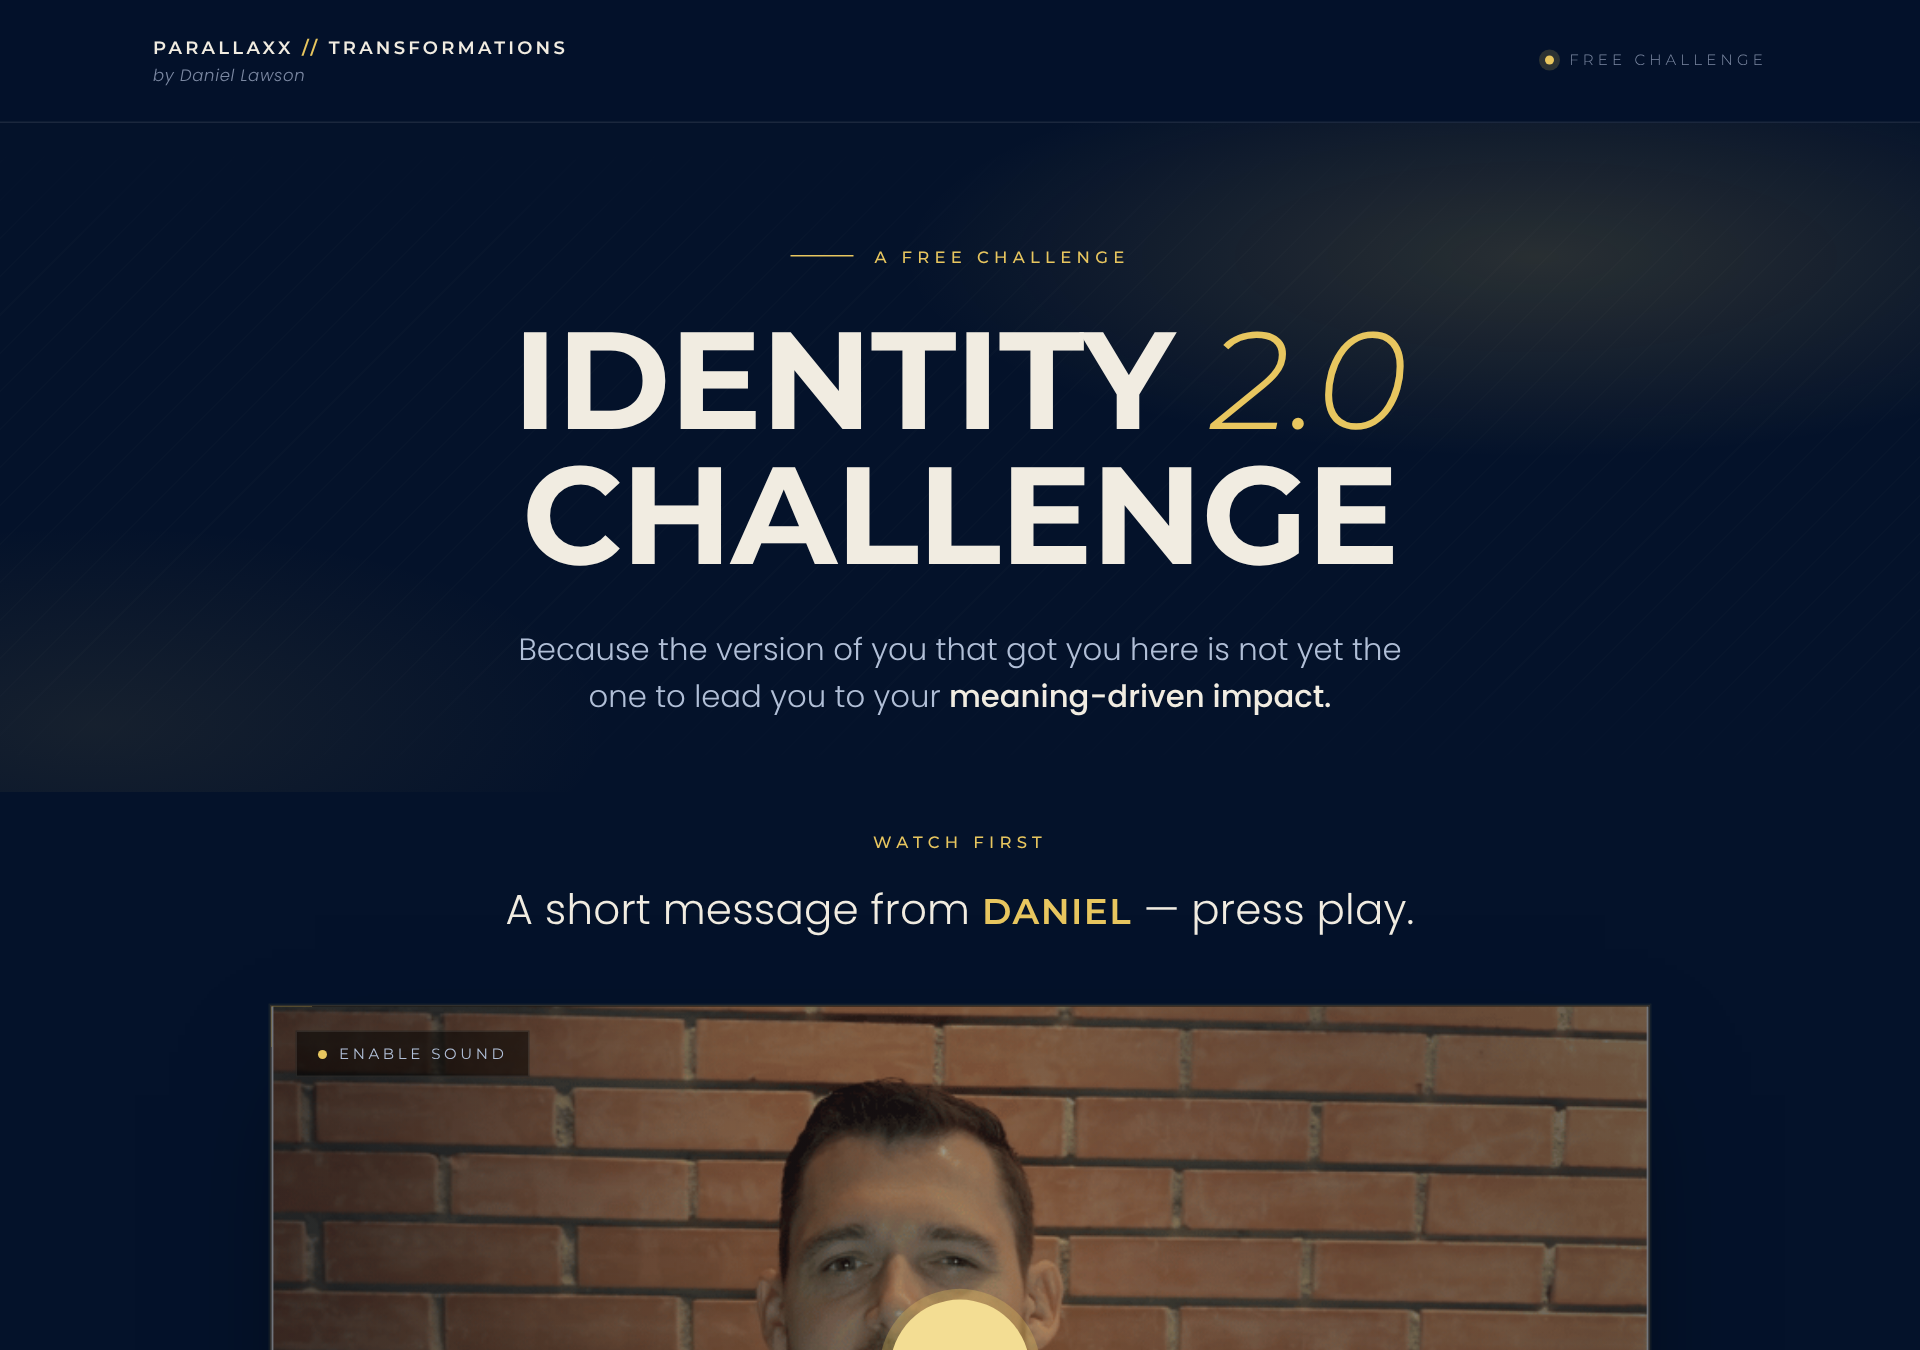 PARALLAXX // TRANSFORMATIONS
by Daniel Lawson
FREE CHALLENGE
A FREE CHALLENGE
IDENTITY 2.0
CHALLENGE
Because the version of you that got you here is not yet the
one to lead you to your meaning-driven impact.
WATCH FIRST
A short message from DANIEL — press play.
ENABLE SOUND